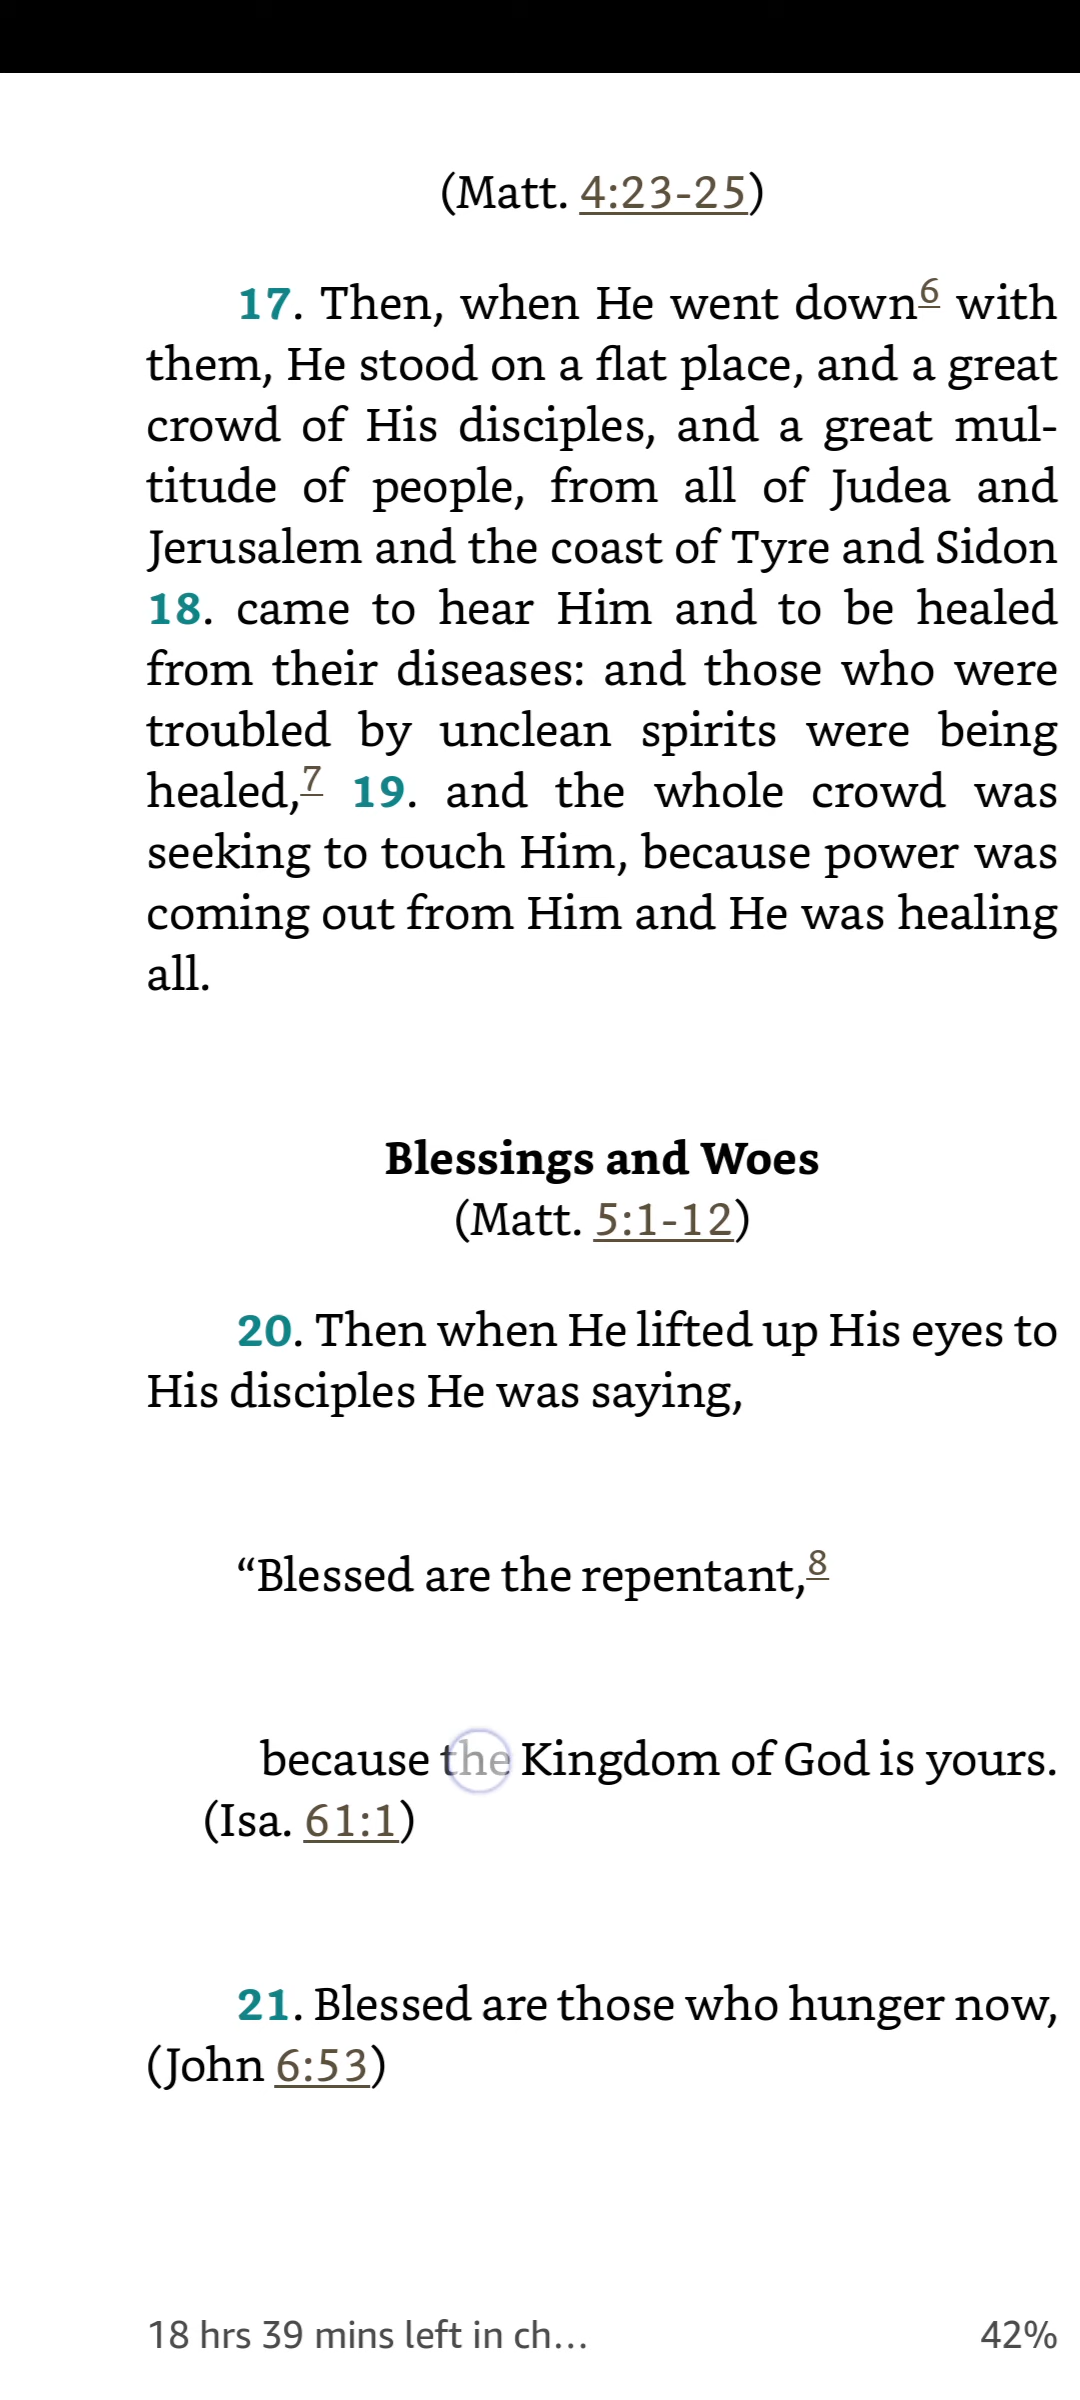 (Matt. 4:23-25)
17. Then, when He went down6 with
them, He stood on a flat place, and a great
crowd of His disciples, and a great mul-
titude of people, from all of Judea and
Jerusalem and the coast of Tyre and Sidon
18. came to hear Him and to be healed
from their diseases: and those who were
troubled by unclean spirits were being
healed,7 19. and the whole crowd was
seeking to touch Him, because power was
coming out from Him and He was healing
all.
Blessings and Woes
(Matt. 5:1-12)
20. Then when He lifted up His eyes to
His disciples He was saying,
“Blessed are the repentant,8
because the Kingdom of God is yours.
(Isa. 61:1)
21. Blessed are those who hunger now,
(John 6:53)
18 hrs 39 mins left in ch...
42%